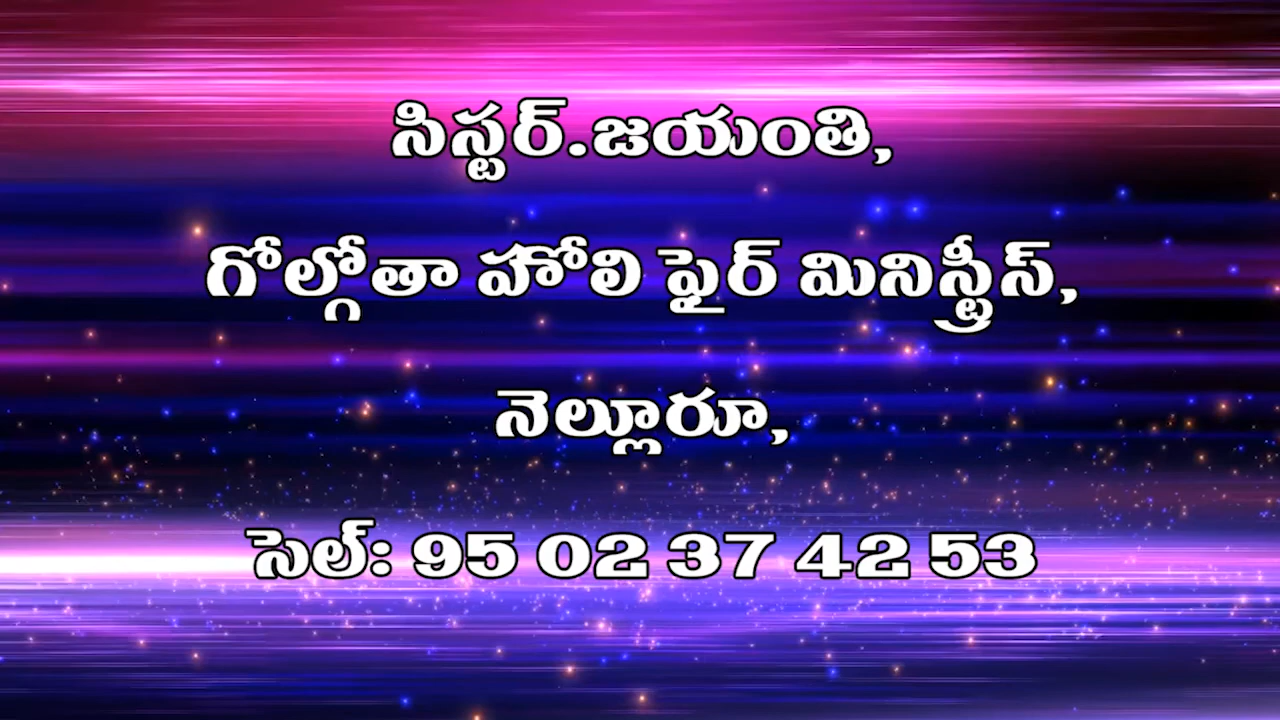 సిస్టర్.జయంతి,
గోల్గోతా హోలి ఫైర్ మినిస్ట్రీస్,
నెల్లూరూ,
సెల్: 95 02 37 42 53